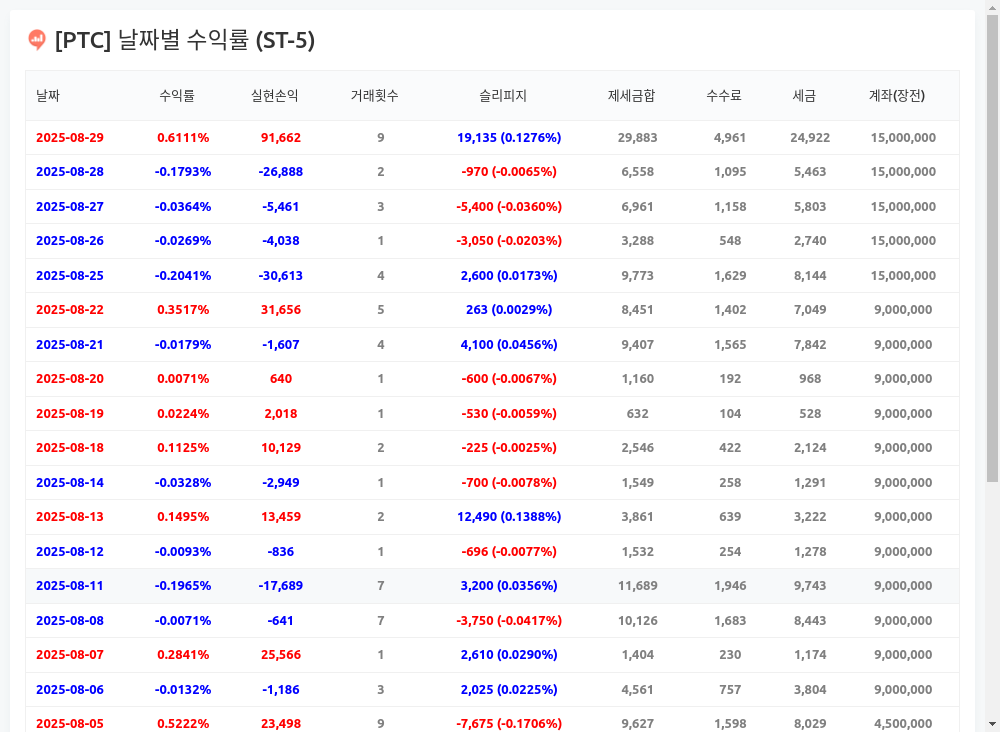 [PTC] 날짜별 수익률 (ST-5)
날짜 수익률 실현손익 거래횟수 슬리피지 제세금합 수수료 세금 계좌(장전)
2025-08-29 0.6111% 91,662 9 19,135 (0.1276%) 29,883 4,961 24,922 15,000,000
2025-08-28 -0.1793% -26,888 2 -970 (-0.0065%) 6,558 1,095 5,463 15,000,000
2025-08-27 -0.0364% -5,461 3 -5,400 (-0.0360%) 6,961 1,158 5,803 15,000,000
2025-08-26 -0.0269% -4,038 1 -3,050 (-0.0203%) 3,288 548 2,740 15,000,000
2025-08-25 -0.2041% -30,613 4 2,600 (0.0173%) 9,773 1,629 8,144 15,000,000
2025-08-22 0.3517% 31,656 5 263 (0.0029%) 8,451 1,402 7,049 9,000,000
2025-08-21 -0.0179% -1,607 4 4,100 (0.0456%) 9,407 1,565 7,842 9,000,000
2025-08-20 0.0071% 640 1 -600 (-0.0067%) 1,160 192 968 9,000,000
2025-08-19 0.0224% 2,018 1 -530 (-0.0059%) 632 104 528 9,000,000
2025-08-18 0.1125% 10,129 2 -225 (-0.0025%) 2,546 422 2,124 9,000,000
2025-08-14 -0.0328% -2,949 1 -700 (-0.0078%) 1,549 258 1,291 9,000,000
2025-08-13 0.1495% 13,459 2 12,490 (0.1388%) 3,861 639 3,222 9,000,000
2025-08-12 -0.0093% -836 1 -696 (-0.0077%) 1,532 254 1,278 9,000,000
2025-08-11 -0.1965% -17,689 7 3,200 (0.0356%) 11,689 1,946 9,743 9,000,000
2025-08-08 -0.0071% -641 7 -3,750 (-0.0417%) 10,126 1,683 8,443 9,000,000
2025-08-07 0.2841% 25,566 1 2,610 (0.0290%) 1,404 230 1,174 9,000,000
2025-08-06 -0.0132% -1,186 3 2,025 (0.0225%) 4,561 757 3,804 9,000,000
2025-08-05 0.5222% 23,498 9 -7,675 (-0.1706%) 9,627 1,598 8,029 4,500,000